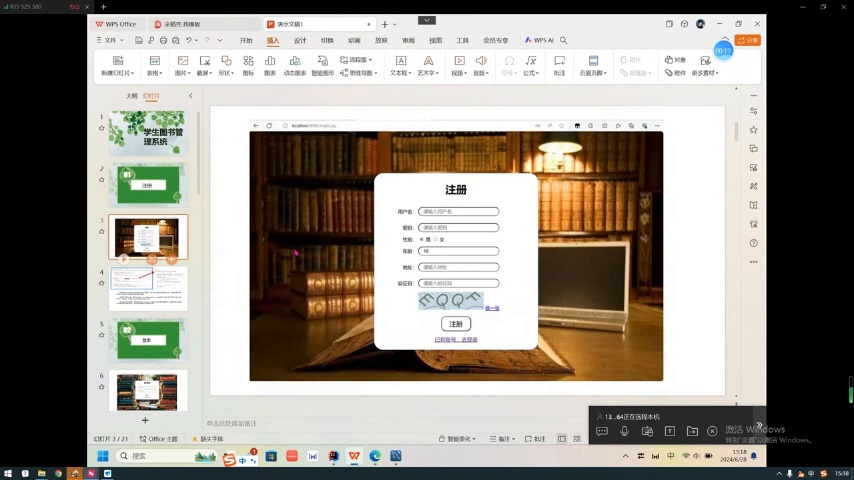 935 525 500
WPS Office
来稻壳 找模板
演示文稿1
文件
开始
插入
设计
切换
动画
放映
审阅
视图
工具
会员专享
WPS AI
分享
00:15
新建幻灯片
表格
图片
截屏
形状
图标
图表
动态图表
智能图形
流程图
思维导图
文本框
艺术字
视频
音频
符号
公式
批注
页眉页脚
动作
超链接
对象
附件
更多素材
大纲
幻灯片
1
学生图书管
理系统
2
01
注册
3
4
5
02
登录
6
注册
用户名:
请输入用户名
密码:
请输入密码
性别:
男
女
年龄:
18
地址:
请输入地址
验证码:
请输入验证码
EQQF
换一张
注册
已有账号，去登录
单击此处添加备注
幻灯片 3 / 21
Office 主题
缺失字体
智能美化
备注
批注
13...64正在远程本机
激活 Windows
转到"设置"以激活 Windows。
搜索
中
15:18
2024/6/28
中
15:18